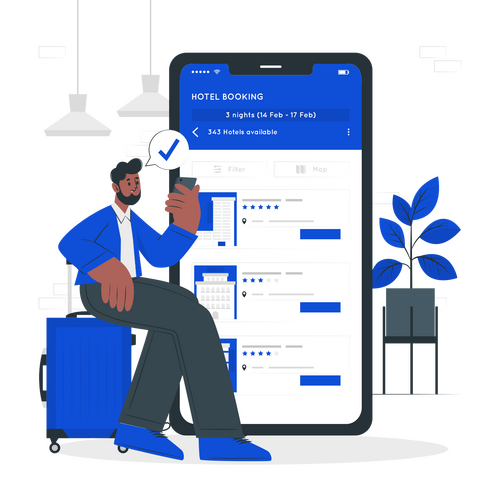 HOTEL BOOKING
3 nights (14 Feb - 17 Feb)
343 Hotels available
Filter
Map